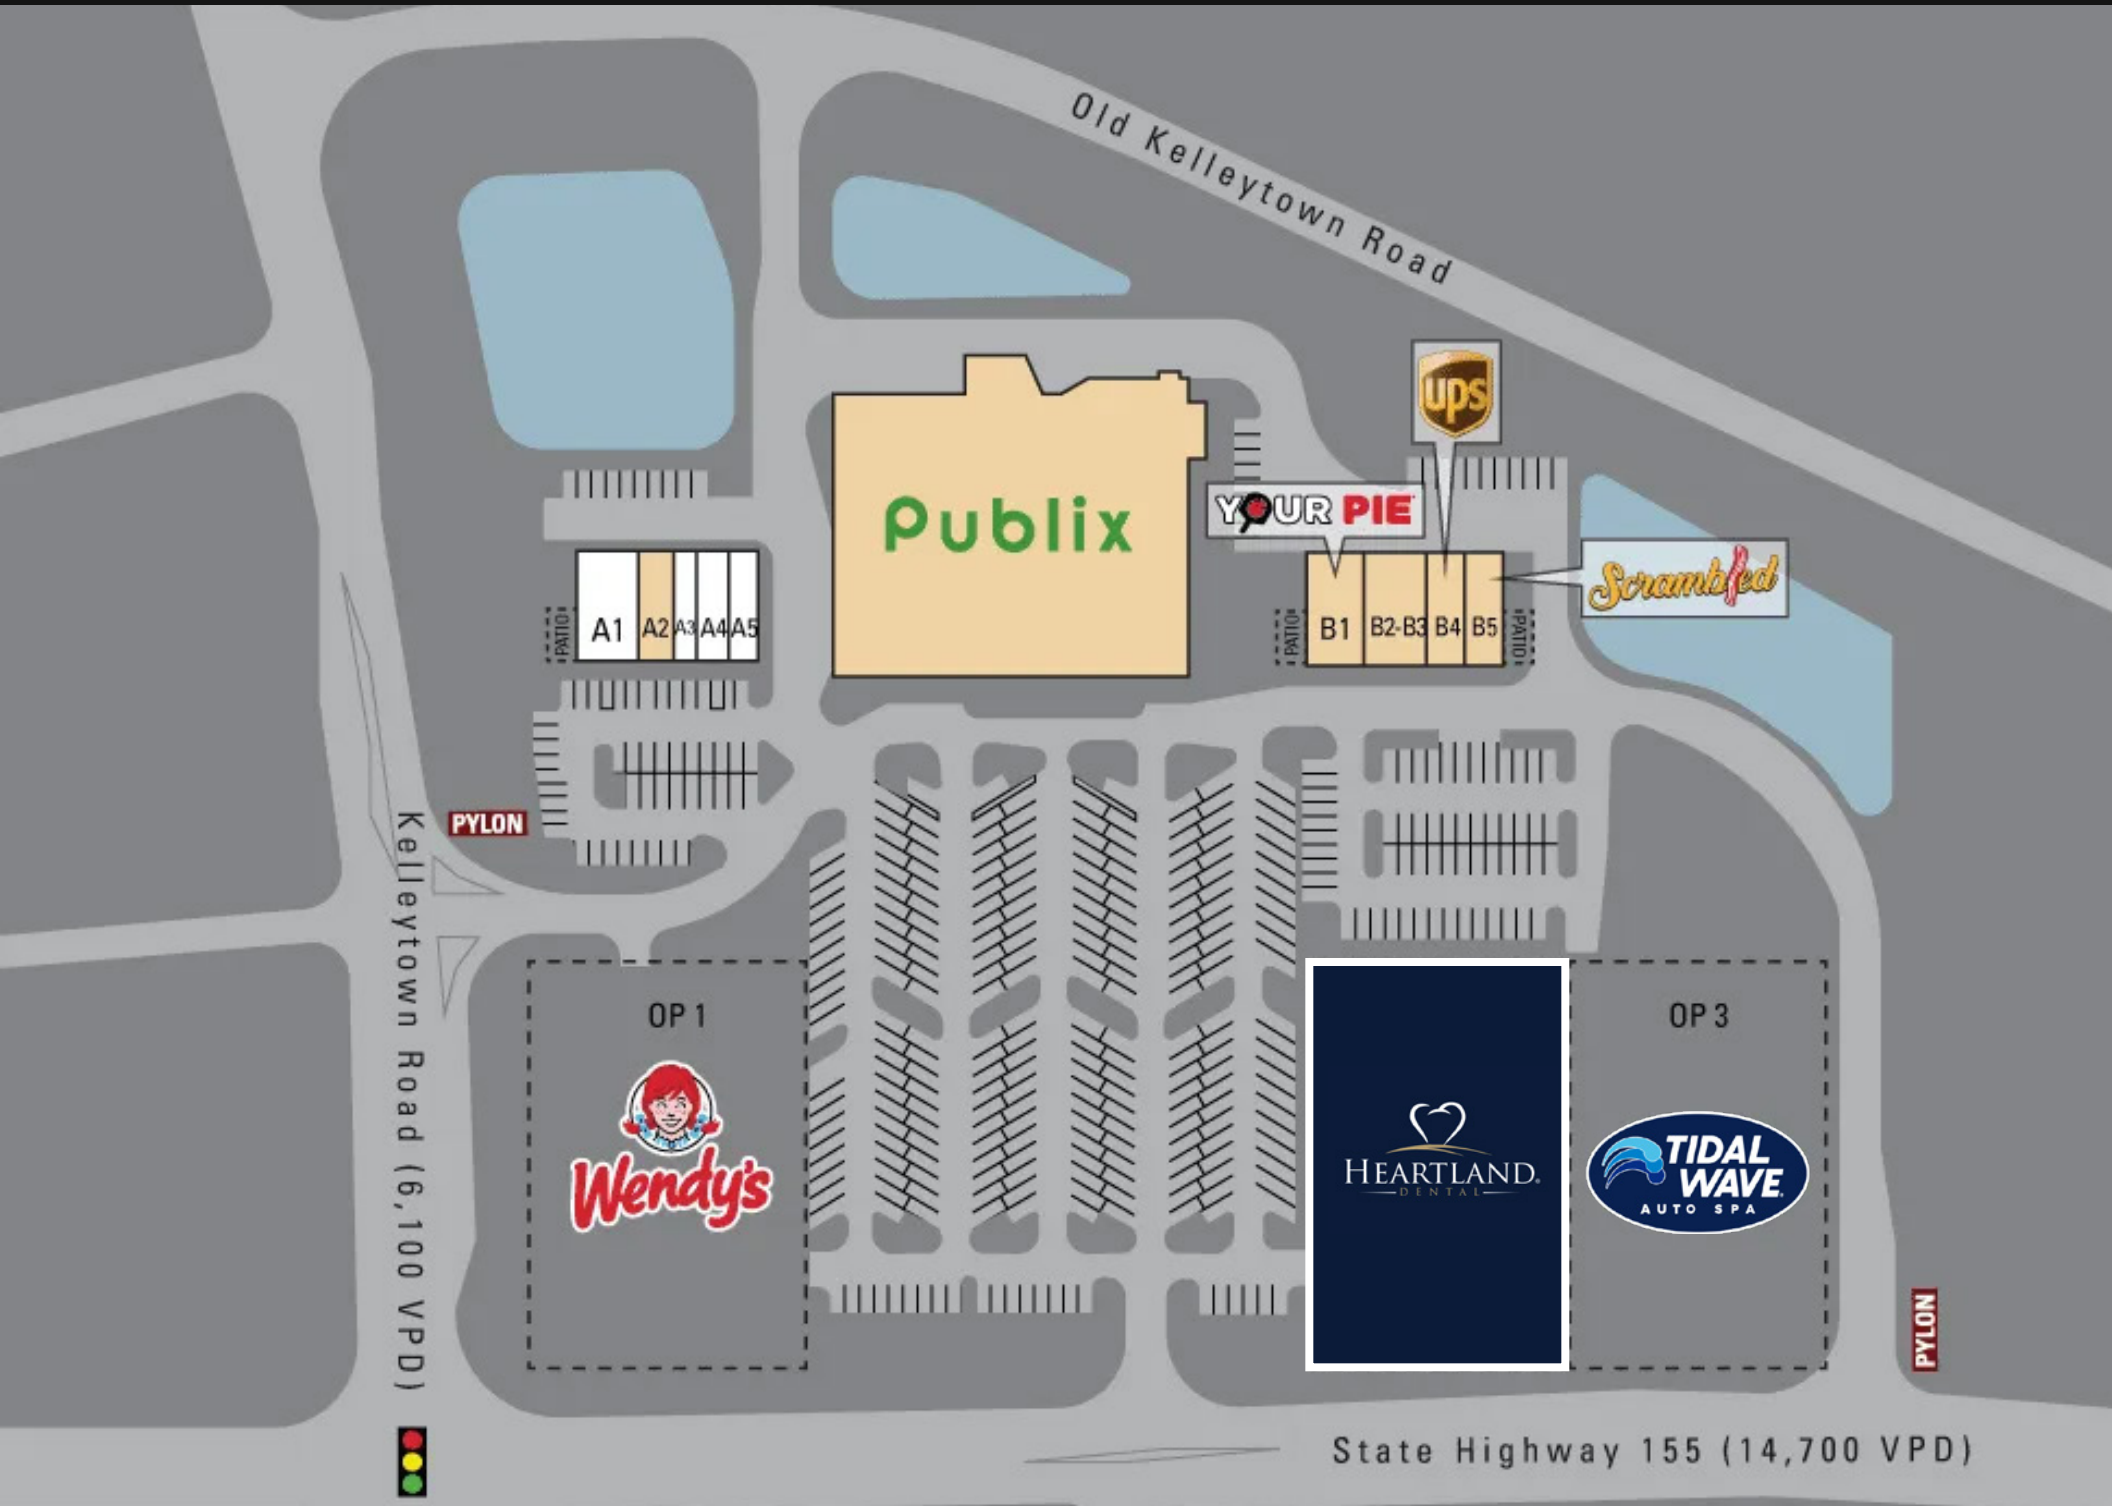 Old Kelleytown Road
ups
YOUR PIE
Publix
Scrambled
A1
A2
A3
A4
A5
PATIO
PATIO
B1
B2-B3
B4
B5
PATIO
PYLON
Kelleytown Road (6,100 VPD)
OP 1
Wendy's
HEARTLAND®
DENTAL
OP 3
TIDAL
WAVE®
AUTO SPA
PYLON
State Highway 155 (14,700 VPD)